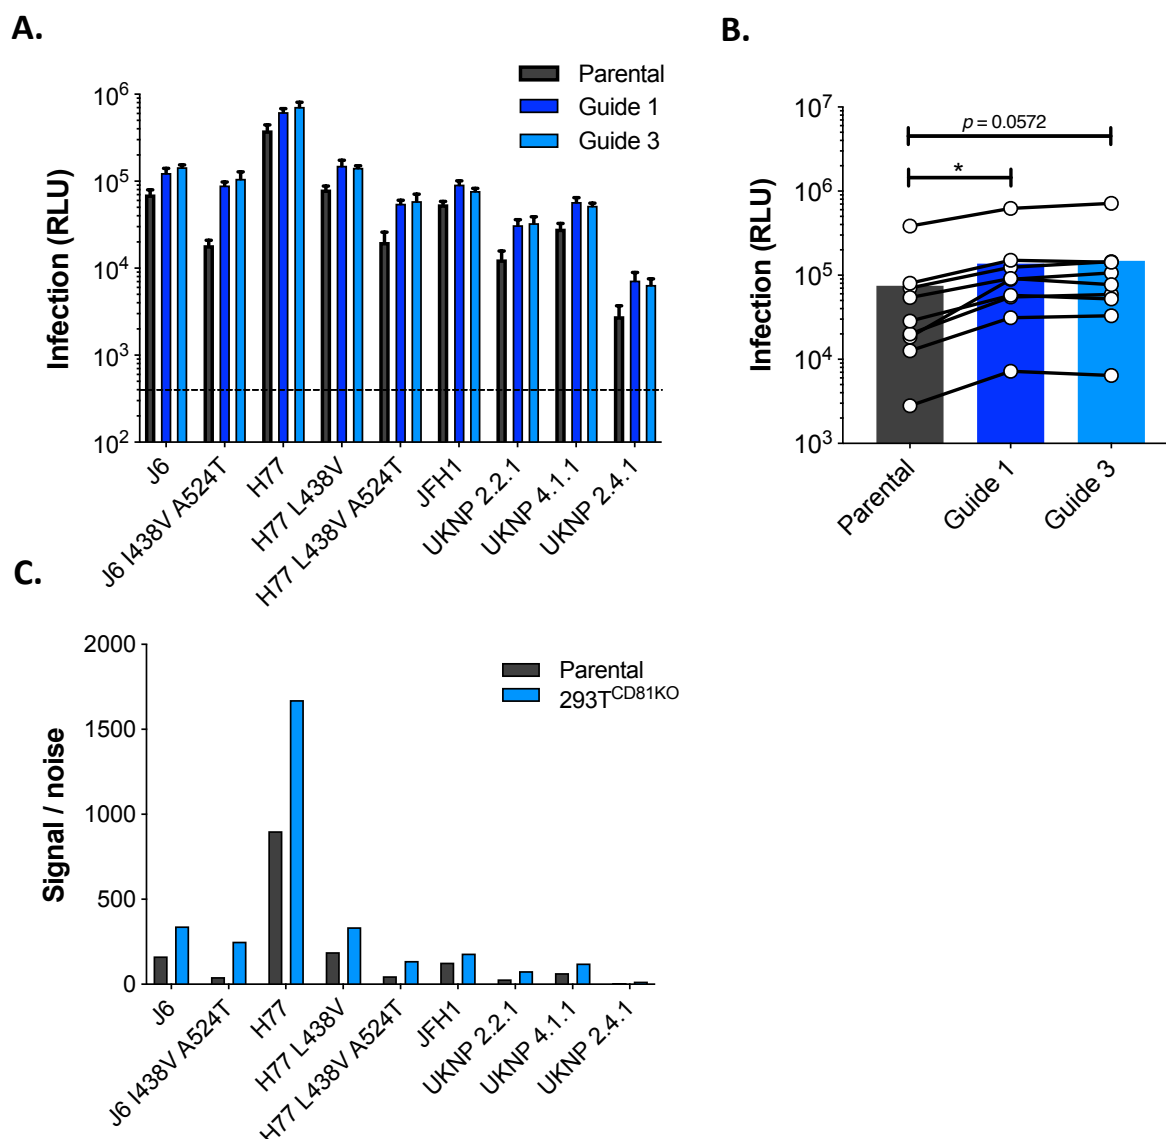 A.
Parental
Guide 1
Guide 3
Infection (RLU)
10^6
10^5
10^4
10^3
10^2
J6
J6 I438V A524T
H77
H77 L438V
H77 L438V A524T
JFH1
UKNP 2.2.1
UKNP 4.1.1
UKNP 2.4.1
B.
Infection (RLU)
10^7
10^6
10^5
10^4
10^3
p = 0.0572
*
Parental
Guide 1
Guide 3
C.
Parental
293T^CD81KO
Signal / noise
2000
1500
1000
500
0
J6
J6 I438V A524T
H77
H77 L438V
H77 L438V A524T
JFH1
UKNP 2.2.1
UKNP 4.1.1
UKNP 2.4.1